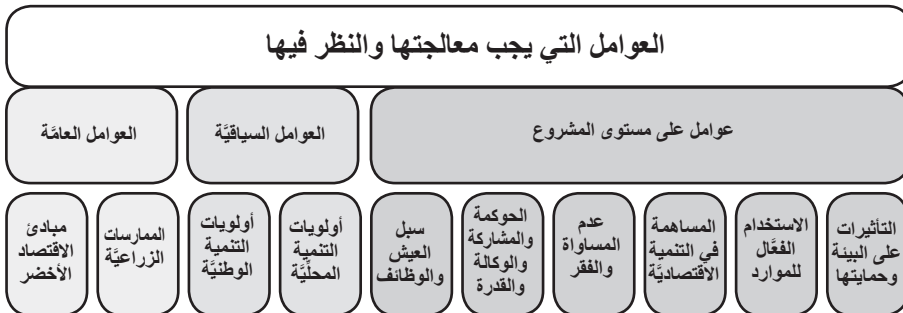 العوامل التي يجب معالجتها والنظر فيها
عوامل على مستوى المشروع
العوامل السياقيَّة
العوامل العامَّة
التأثيرات
على البيئة
وحمايتها
الاستخدام
الفعَّال
للموارد
المساهمة
في التنمية
الاقتصاديَّة
عدم
المساواة
والفقر
الحوكمة
والمشاركة
والوكالة
والقدرة
سبل
العيش
والوظائف
أولويات
التنمية
المحلِّيَّة
أولويات
التنمية
الوطنيَّة
الممارسات
الزراعيَّة
مبادئ
الاقتصاد
الأخضر